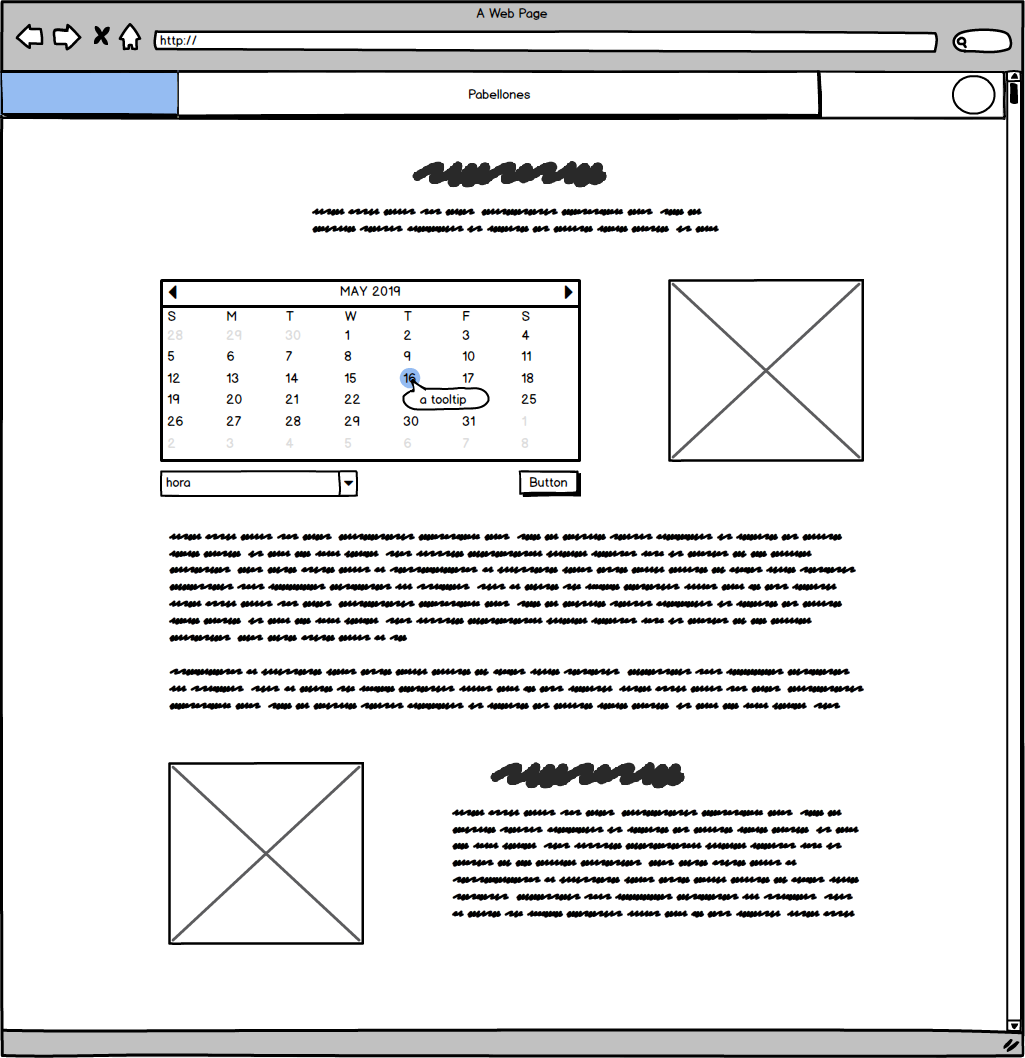 A Web Page
http://
Pabellones
MAY 2019
S M T W T F S
28 29 30 1 2 3 4
5 6 7 8 9 10 11
12 13 14 15 16 17 18
19 20 21 22 25
a tooltip
26 27 28 29 30 31 1
2 3 4 5 6 7 8
hora
Button